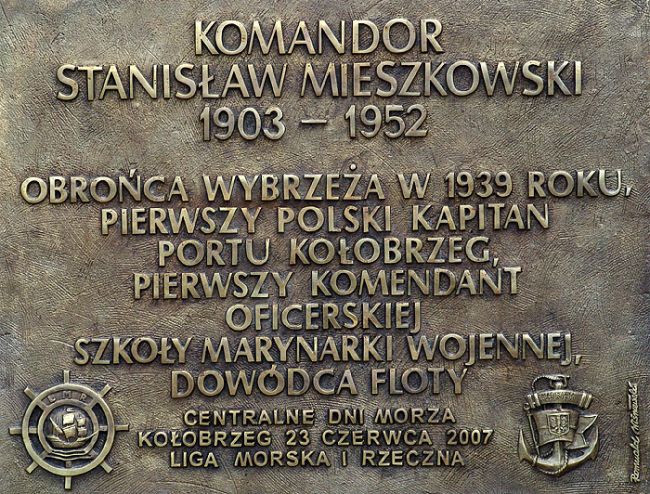 KOMANDOR
STANISŁAW MIESZKOWSKI
1903 – 1952
OBROŃCA WYBRZEŻA W 1939 ROKU,
PIERWSZY POLSKI KAPITAN
PORTU KOŁOBRZEG,
PIERWSZY KOMENDANT
OFICERSKIEJ
SZKOŁY MARYNARKI WOJENNEJ,
DOWÓDCA FLOTY
CENTRALNE DNI MORZA
KOŁOBRZEG 23 CZERWCA 2007
LIGA MORSKA I RZECZNA